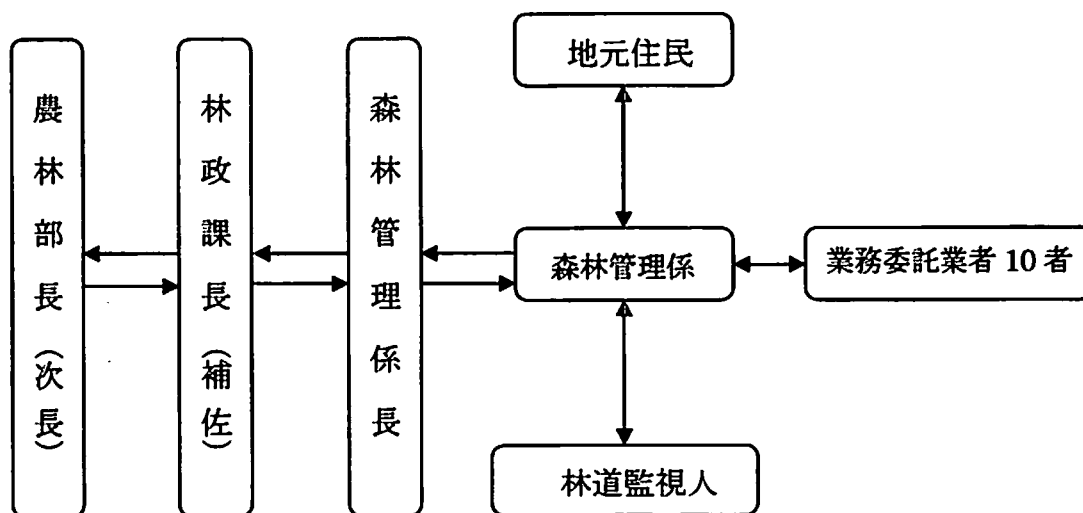 農林部長（次長）
林政課長（補佐）
森林管理係長
地元住民
森林管理係
業務委託業者 10 者
林道監視人